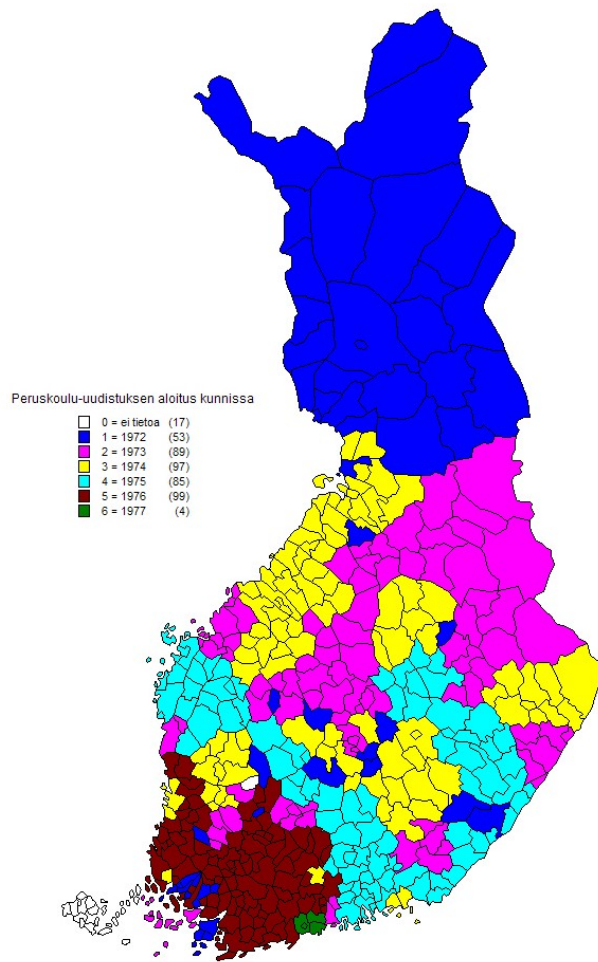 Peruskoulu-uudistuksen aloitus kunnissa
0 = ei tietoa (17)
1 = 1972 (53)
2 = 1973 (89)
3 = 1974 (97)
4 = 1975 (85)
5 = 1976 (99)
6 = 1977 (4)